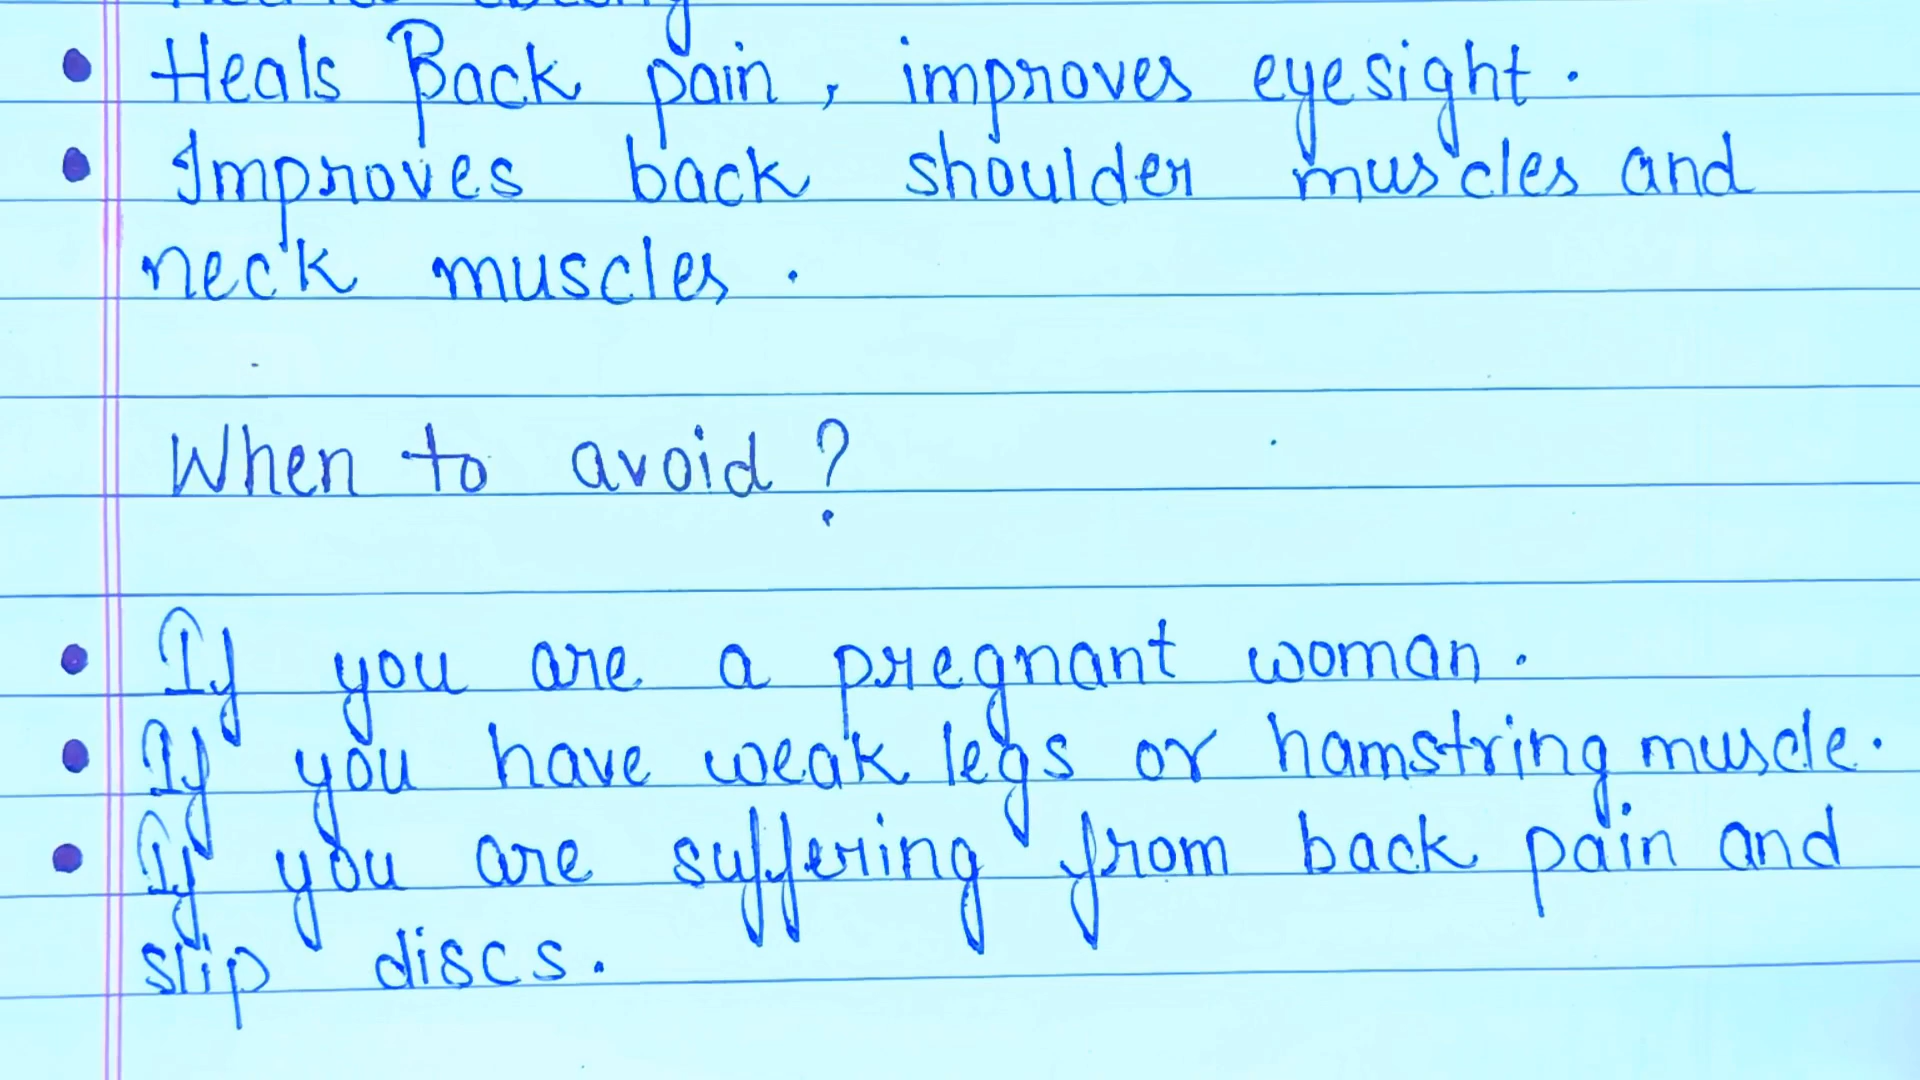 • Heals Back pain, improves eyesight.
• Improves back shoulder muscles and
neck muscles.
When to avoid?
• If you are a pregnant woman.
• If you have weak legs or hamstring muscle.
• If you are suffering from back pain and
slip discs.